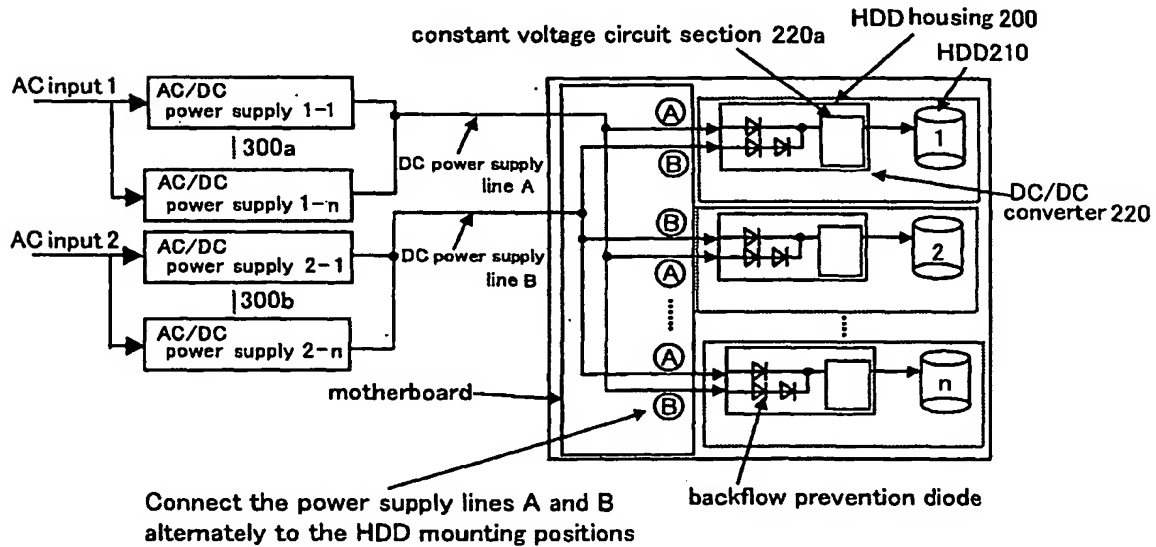 HDD housing 200
constant voltage circuit section 220a
HDD210
AC input 1
AC/DC
power supply 1-1
300a
AC/DC
power supply 1-n
DC power supply
line A
AC input 2
AC/DC
power supply 2-1
300b
AC/DC
power supply 2-n
DC power supply
line B
A
B
1
DC/DC
converter 220
B
A
2
A
B
n
motherboard
backflow prevention diode
Connect the power supply lines A and B
alternately to the HDD mounting positions